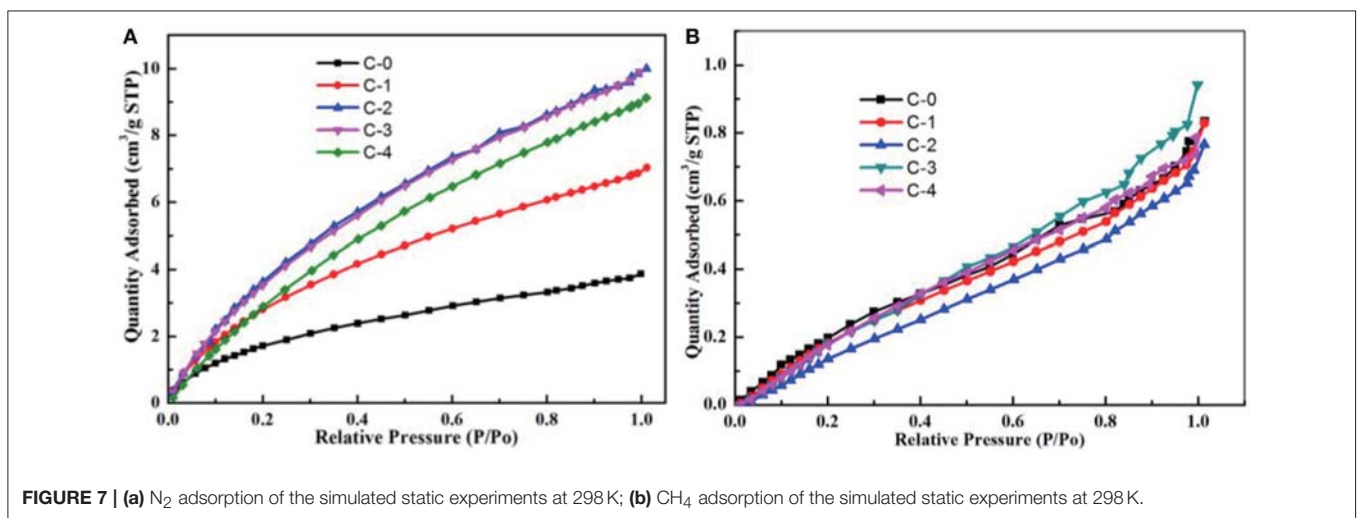 A
C-0
C-1
C-2
C-3
C-4
Quantity Adsorbed (cm³/g STP)
10
8
6
4
2
0
0.0 0.2 0.4 0.6 0.8 1.0
Relative Pressure (P/Po)
B
C-0
C-1
C-2
C-3
C-4
Quantity Adsorbed (cm³/g STP)
1.0
0.8
0.6
0.4
0.2
0.0
0.0 0.2 0.4 0.6 0.8 1.0
Relative Pressure (P/Po)
FIGURE 7 | (a) N₂ adsorption of the simulated static experiments at 298 K; (b) CH₄ adsorption of the simulated static experiments at 298 K.